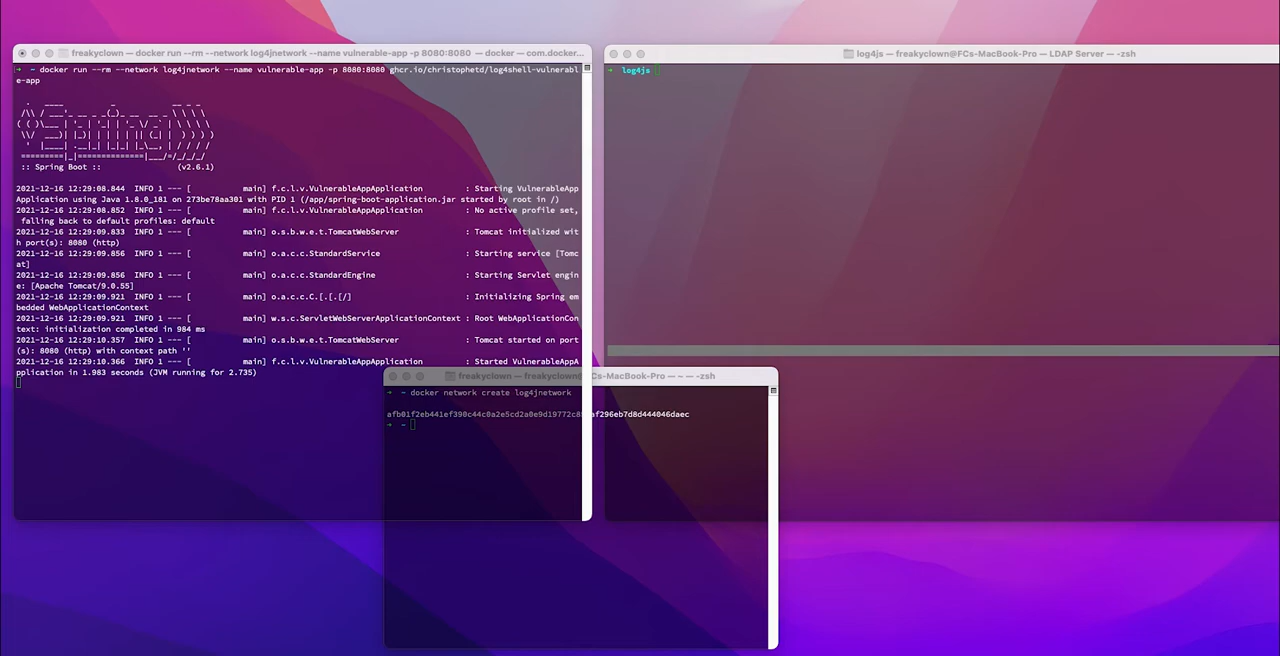 freakyclown — docker run --rm --network log4jnetwork --name vulnerable-app -p 8080:8080 — docker — com.docker...
➜ ~ docker run --rm --network log4jnetwork --name vulnerable-app -p 8080:8080 ghcr.io/christophetd/log4shell-vulnerabl
e-app
:: Spring Boot ::                (v2.6.1)
2021-12-16 12:29:08.844  INFO 1 --- [           main] f.c.l.v.VulnerableAppApplication         : Starting VulnerableApp
Application using Java 1.8.0_181 on 273be78aa301 with PID 1 (/app/spring-boot-application.jar started by root in /)
2021-12-16 12:29:08.852  INFO 1 --- [           main] f.c.l.v.VulnerableAppApplication         : No active profile set,
falling back to default profiles: default
2021-12-16 12:29:09.833  INFO 1 --- [           main] o.s.b.w.e.t.TomcatWebServer              : Tomcat initialized wit
h port(s): 8080 (http)
2021-12-16 12:29:09.856  INFO 1 --- [           main] o.a.c.c.StandardService                  : Starting service [Tomc
at]
2021-12-16 12:29:09.856  INFO 1 --- [           main] o.a.c.c.StandardEngine                   : Starting Servlet engin
e: [Apache Tomcat/9.0.55]
2021-12-16 12:29:09.921  INFO 1 --- [           main] o.a.c.c.C.[.[.[/]                        : Initializing Spring em
bedded WebApplicationContext
2021-12-16 12:29:09.921  INFO 1 --- [           main] w.s.c.ServletWebServerApplicationContext : Root WebApplicationCon
text: initialization completed in 984 ms
2021-12-16 12:29:10.357  INFO 1 --- [           main] o.s.b.w.e.t.TomcatWebServer              : Tomcat started on port
(s): 8080 (http) with context path ''
2021-12-16 12:29:10.366  INFO 1 --- [           main] f.c.l.v.VulnerableAppApplication         : Started VulnerableAppA
pplication in 1.983 seconds (JVM running for 2.735)
log4js — freakyclown@FCs-MacBook-Pro — LDAP Server — -zsh
➜ log4js
freakyclown — freakyclown@FCs-MacBook-Pro — ~ — -zsh
➜ ~ docker network create log4jnetwork
➜ ~